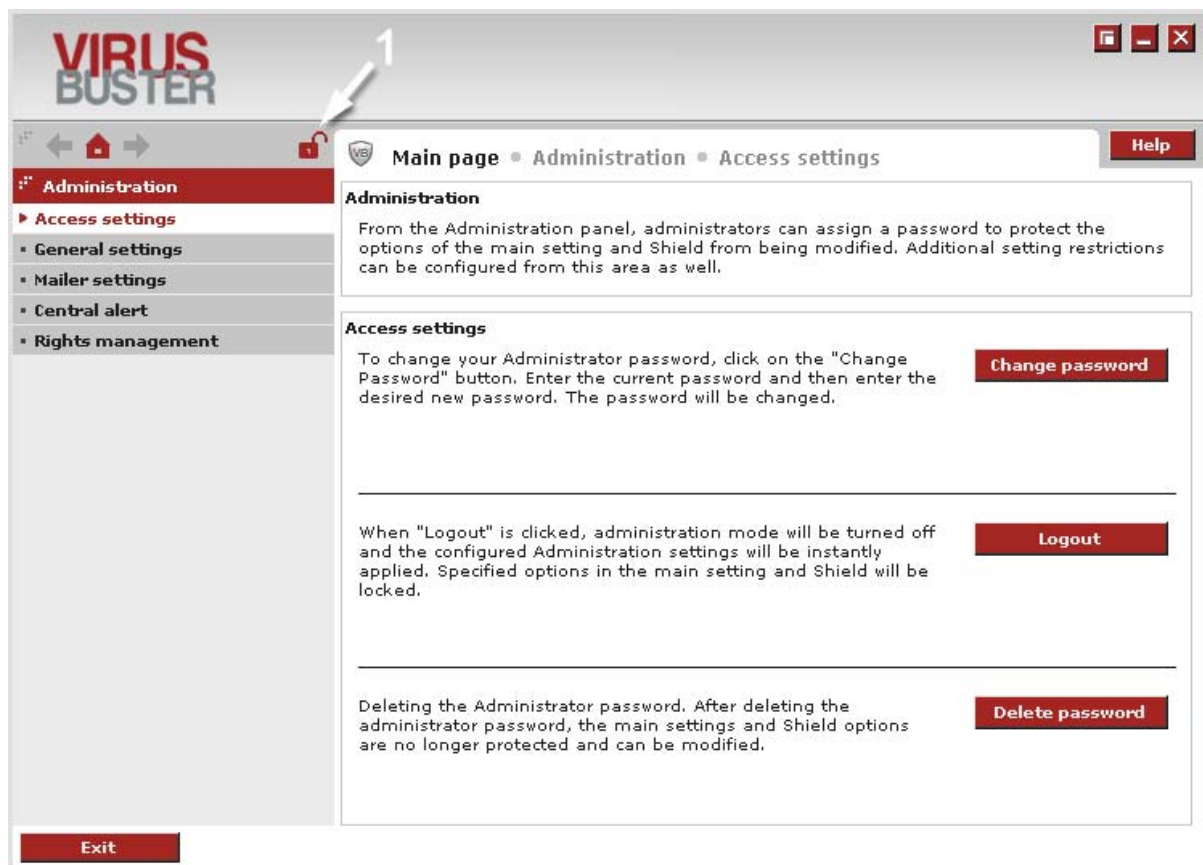 VIRUS
BUSTER
1
Main page • Administration • Access settings
Help
Administration
Access settings
General settings
Mailer settings
Central alert
Rights management
Administration
From the Administration panel, administrators can assign a password to protect the
options of the main setting and Shield from being modified. Additional setting restrictions
can be configured from this area as well.
Access settings
To change your Administrator password, click on the "Change
Password" button. Enter the current password and then enter the
desired new password. The password will be changed.
Change password
When "Logout" is clicked, administration mode will be turned off
and the configured Administration settings will be instantly
applied. Specified options in the main setting and Shield will be
locked.
Logout
Deleting the Administrator password. After deleting the
administrator password, the main settings and Shield options
are no longer protected and can be modified.
Delete password
Exit